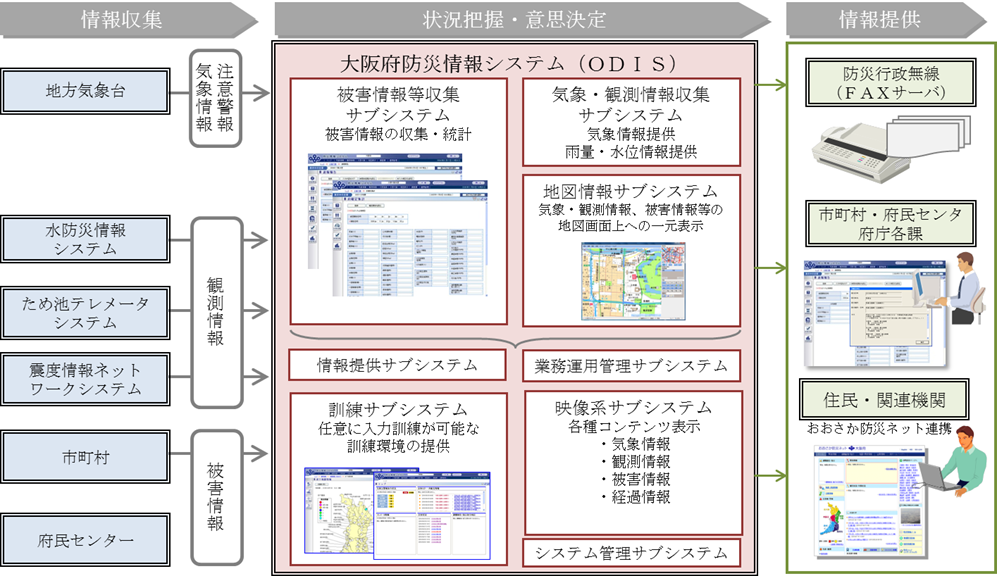 情報収集
状況把握・意思決定
情報提供
地方気象台
気象情報
注意警報
水防災情報
システム
ため池テレメータ
システム
震度情報ネット
ワークシステム
観測情報
市町村
府民センター
被害情報
大阪府防災情報システム（ＯＤＩＳ）
被害情報等収集
サブシステム
被害情報の収集・統計
気象・観測情報収集
サブシステム
気象情報提供
雨量・水位情報提供
地図情報サブシステム
気象・観測情報、被害情報等の
地図画面上への一元表示
情報提供サブシステム
業務運用管理サブシステム
訓練サブシステム
任意に入力訓練が可能な
訓練環境の提供
映像系サブシステム
各種コンテンツ表示
・気象情報
・観測情報
・被害情報
・経過情報
システム管理サブシステム
防災行政無線
（ＦＡＸサーバ）
市町村・府民センタ
府庁各課
住民・関連機関
おおさか防災ネット連携